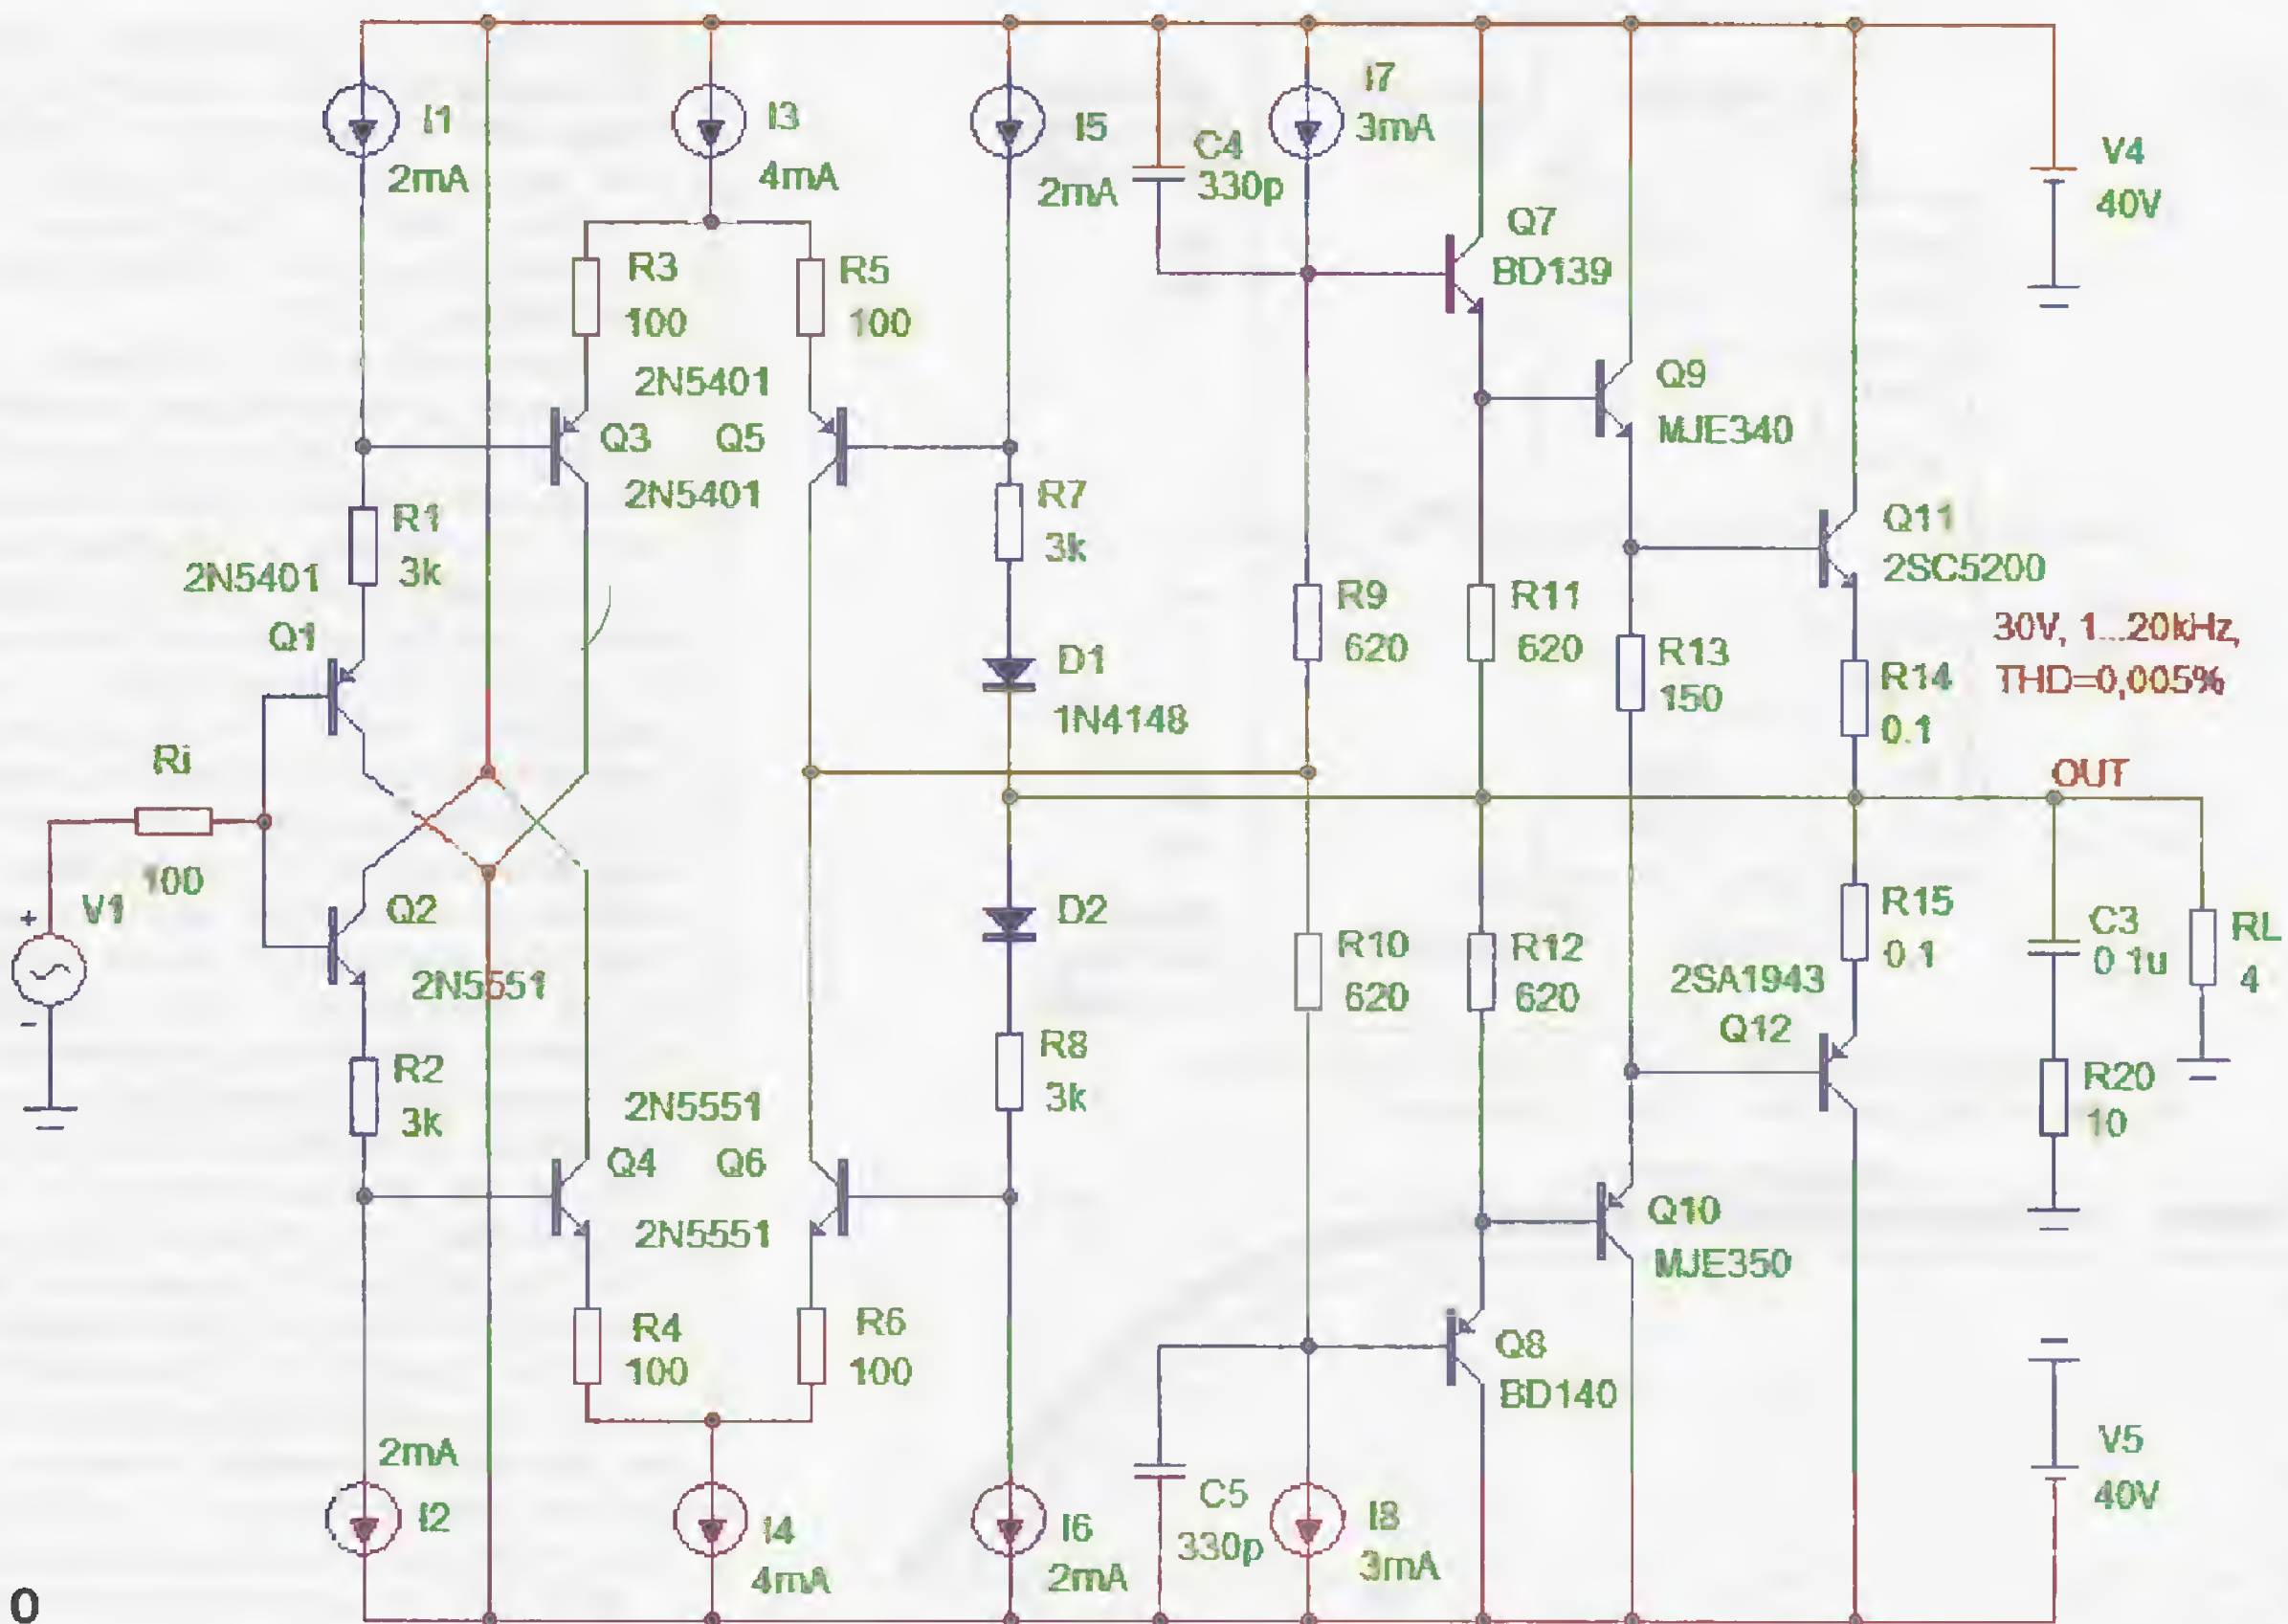 I1
2mA
I3
4mA
I5
2mA
C4
330p
I7
3mA
Q7
BD139
V4
40V
R3
100
R5
100
2N5401
Q3
Q5
2N5401
Q9
MJE340
R1
3k
2N5401
Q1
R7
3k
D1
1N4148
R9
620
R11
620
R13
150
Q11
2SC5200
R14
0.1
30V, 1...20kHz,
THD=0,005%
OUT
Ri
100
V1
+
-
Q2
2N5551
R2
3k
D2
R8
3k
R10
620
R12
620
R15
0.1
2SA1943
Q12
C3
0.1u
RL
4
R20
10
2N5551
Q4
Q6
2N5551
Q10
MJE350
R4
100
R6
100
Q8
BD140
2mA
I2
I4
4mA
I6
2mA
C5
330p
I8
3mA
V5
40V
0